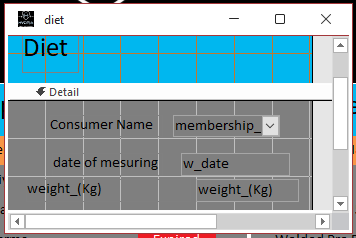 diet
Diet
Detail
Consumer Name membership_
date of mesuring w_date
weight_(Kg) weight_(Kg)